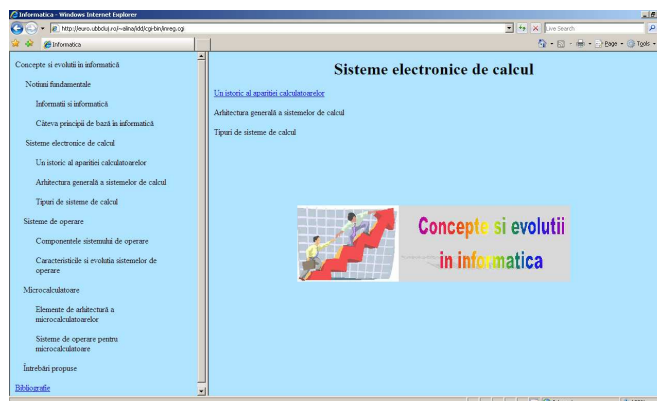 Informatica - Windows Internet Explorer
http://euro.ubbcluj.ro/~alina/idd/cgi-bin/inreg.cgi
Live Search
Informatica
Page
Tools
Concepte si evolutii in informatică
Notiuni fundamentale
Informatii si informatică
Câteva principii de bază in informatică
Sisteme electronice de calcul
Un istoric al aparitiei calculatoarelor
Arhitectura generală a sistemelor de calcul
Tipuri de sisteme de calcul
Sisteme de operare
Componentele sistemului de operare
Caracteristicile si evolutia sistemelor de
operare
Microcalculatoare
Elemente de arhitectură a
microcalculatoarelor
Sisteme de operare pentru
microcalculatoare
Întrebări propuse
Bibliografie
Sisteme electronice de calcul
Un istoric al aparitiei calculatoarelor
Arhitectura generală a sistemelor de calcul
Tipuri de sisteme de calcul
Concepte si evolutii
in informatica